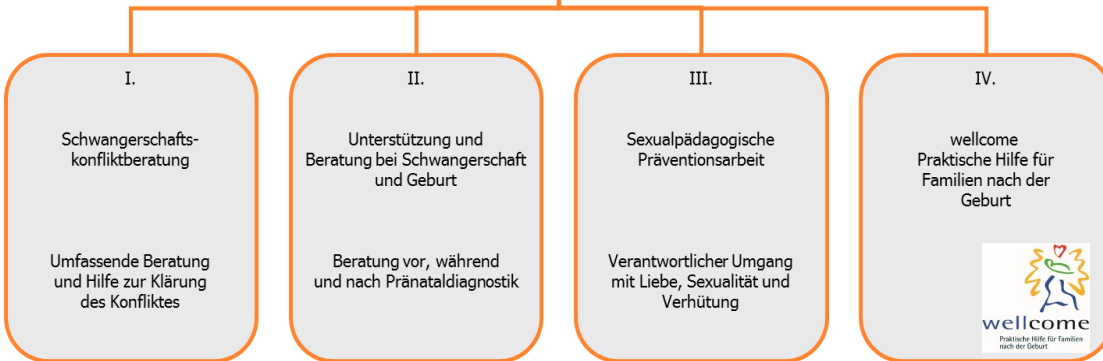 I.
Schwangerschafts-
konfliktberatung
Umfassende Beratung
und Hilfe zur Klärung
des Konfliktes
II.
Unterstützung und
Beratung bei Schwangerschaft
und Geburt
Beratung vor, während
und nach Pränataldiagnostik
III.
Sexualpädagogische
Präventionsarbeit
Verantwortlicher Umgang
mit Liebe, Sexualität und
Verhütung
IV.
wellcome
Praktische Hilfe für
Familien nach der
Geburt
wellcome
Praktische Hilfe für Familien
nach der Geburt